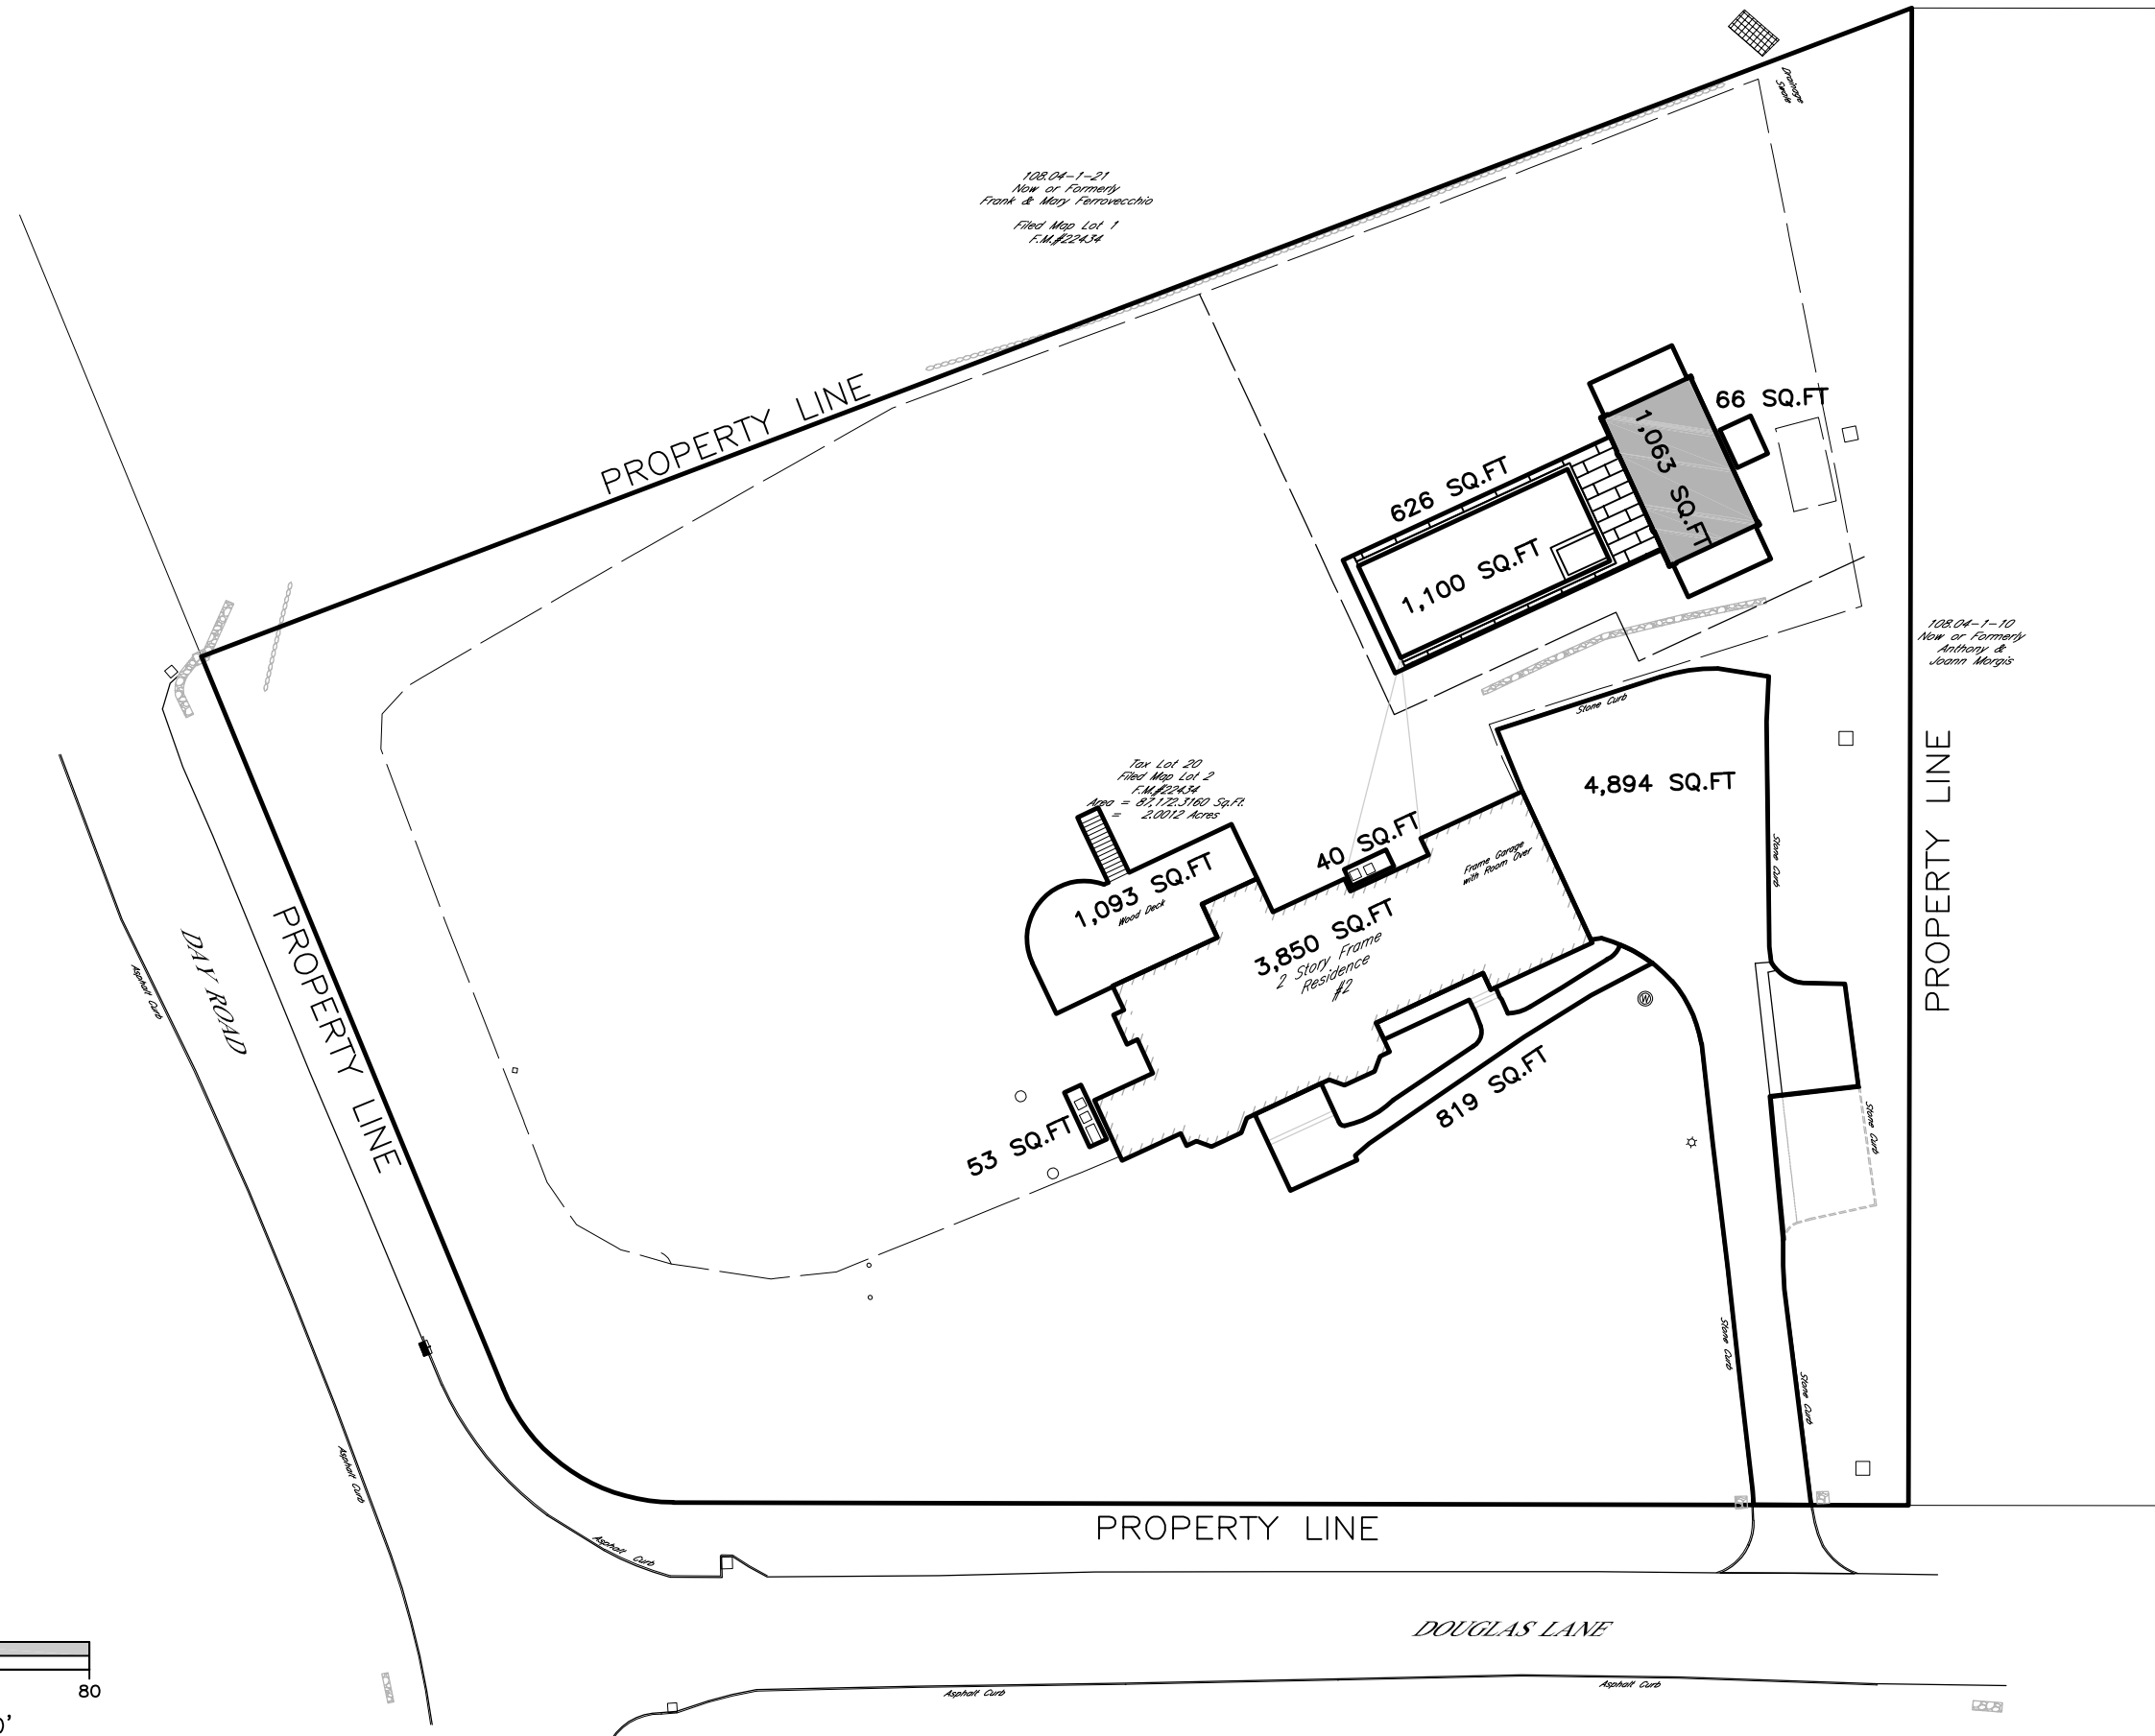 Drainage
Swale
108.04-1-21
Now or Formerly
Frank & Mary Ferrovecchio
Filed Map Lot 1
F.M.#22434
PROPERTY LINE
66 SQ.FT
1,063 SQ.FT
626 SQ.FT
1,100 SQ.FT
108.04-1-10
Now or Formerly
Anthony &
Joann Morgis
Stone Curb
Tax Lot 20
Filed Map Lot 2
F.M.#22434
Area = 87,172.3160 Sq.Ft.
= 2.0012 Acres
4,894 SQ.FT
PROPERTY LINE
40 SQ.FT
Frame Garage
with Room Over
Stone Curb
1,093 SQ.FT
Wood Deck
3,850 SQ.FT
2 Story Frame
Residence
#2
DAY ROAD
PROPERTY LINE
Asphalt Curb
W
819 SQ.FT
53 SQ.FT
Stone Curb
Stone Curb
Stone Curb
Asphalt Curb
PROPERTY LINE
Asphalt Curb
DOUGLAS LANE
80
0'
Asphalt Curb
Asphalt Curb